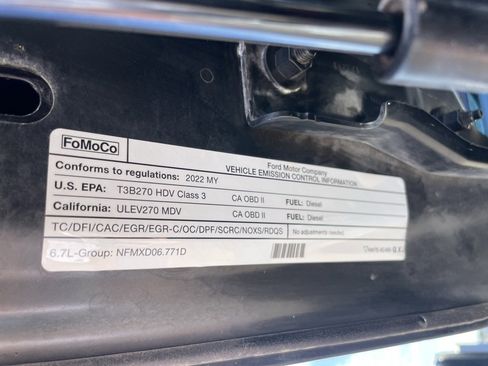 FoMoCo
Ford Motor Company
VEHICLE EMISSION CONTROL INFORMATION
Conforms to regulations: 2022 MY
U.S. EPA: T3B270 HDV Class 3 CA OBD II FUEL: Diesel
California: ULEV270 MDV CA OBD II FUEL: Diesel
TC/DFI/CAC/EGR/EGR-C/OC/DPF/SCRC/NOXS/RDQS No adjustments needed.
6.7L-Group: NFMXD06.771D